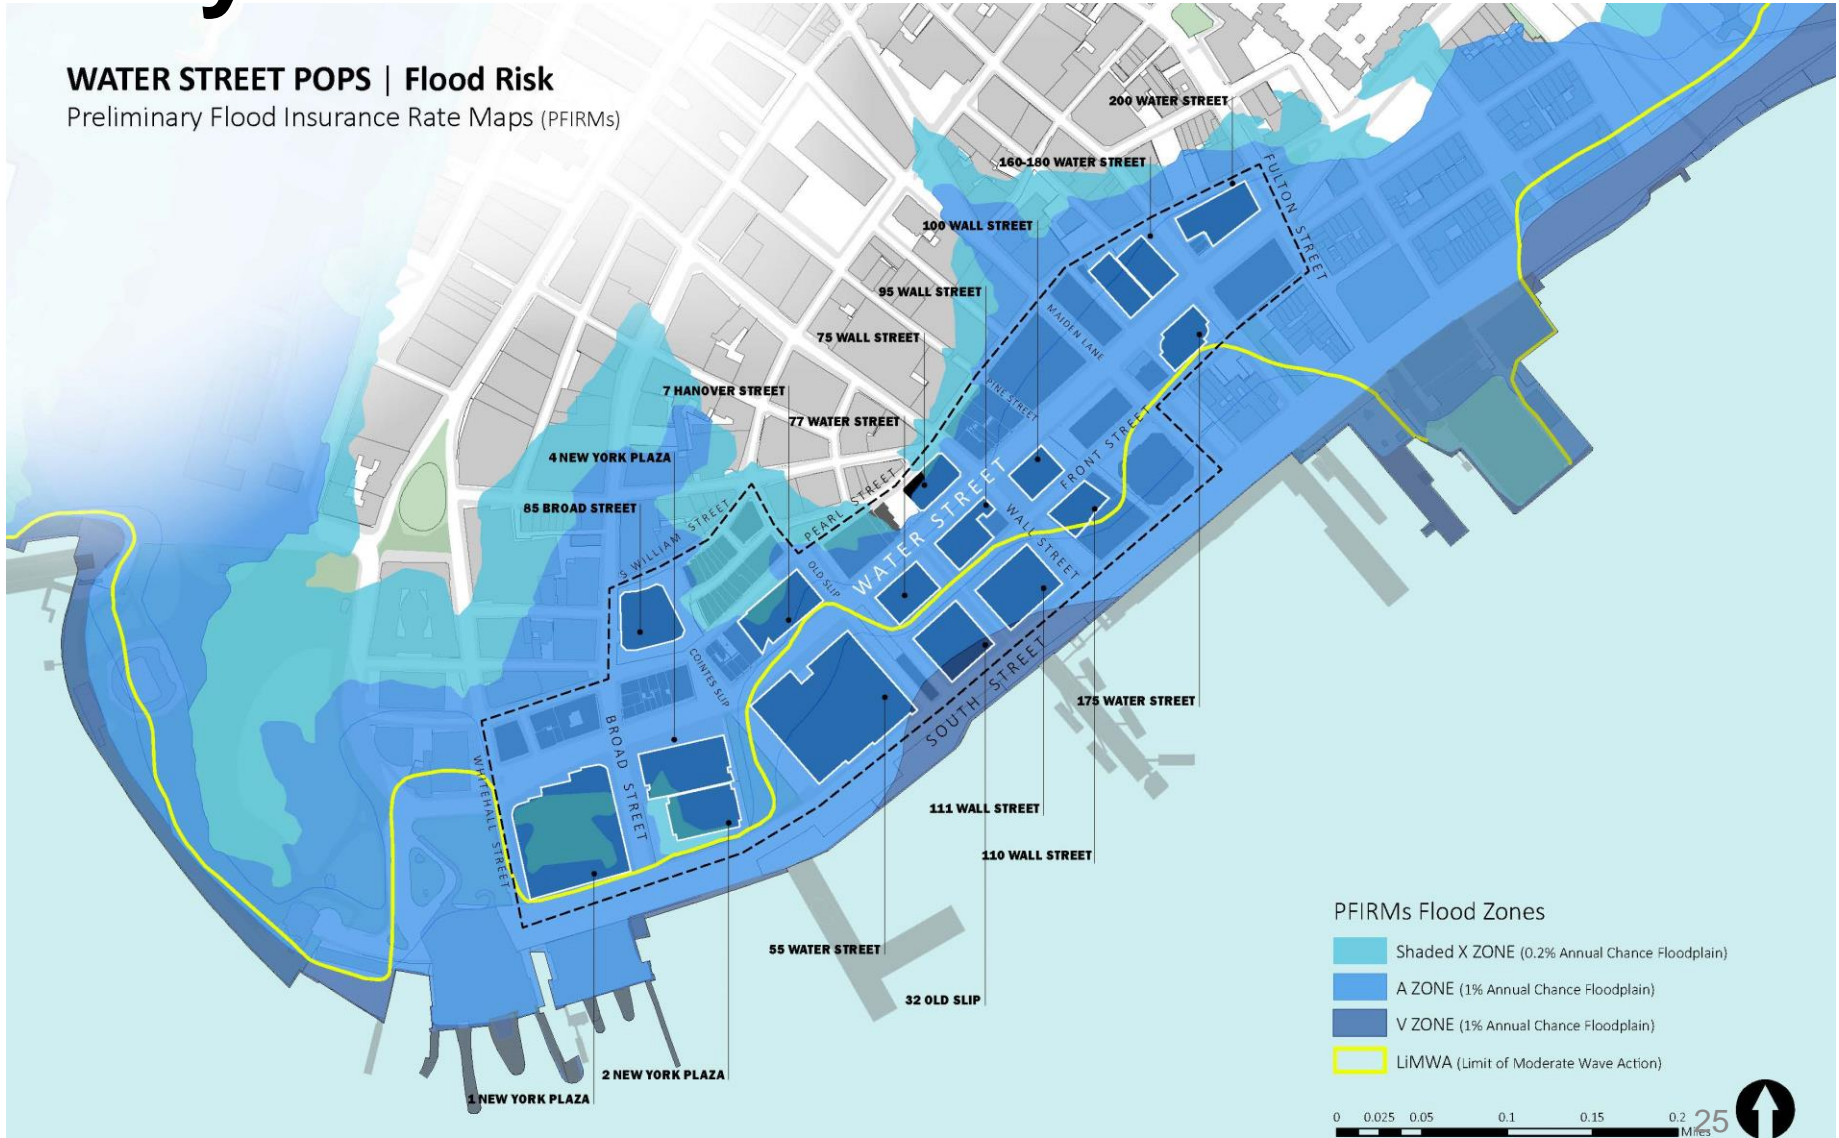 y
WATER STREET POPS | Flood Risk
Preliminary Flood Insurance Rate Maps (PFIRMs)
200 WATER STREET
160-180 WATER STREET
FULTON STREET
100 WALL STREET
95 WALL STREET
MAIDEN LANE
75 WALL STREET
PINE STREET
7 HANOVER STREET
77 WATER STREET
FRONT STREET
4 NEW YORK PLAZA
PEARL STREET
85 BROAD STREET
S WILLIAM STREET
WATER STREET
WALL STREET
OLD SLIP
COINTES SLIP
SOUTH STREET
175 WATER STREET
BROAD STREET
WHITEHALL STREET
111 WALL STREET
110 WALL STREET
55 WATER STREET
32 OLD SLIP
2 NEW YORK PLAZA
1 NEW YORK PLAZA
PFIRMs Flood Zones
Shaded X ZONE (0.2% Annual Chance Floodplain)
A ZONE (1% Annual Chance Floodplain)
V ZONE (1% Annual Chance Floodplain)
LiMWA (Limit of Moderate Wave Action)
0 0.025 0.05 0.1 0.15 0.2
Miles
25